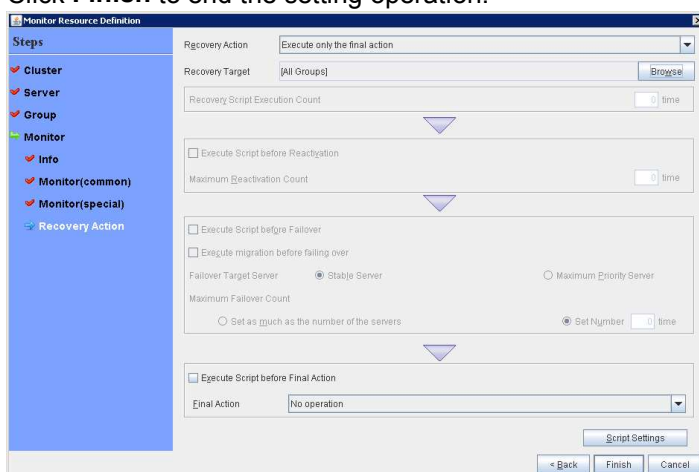 Click Finish to end the setting operation.
Monitor Resource Definition
Steps
Cluster
Server
Group
Monitor
Info
Monitor(common)
Monitor(special)
Recovery Action
Recovery Action Execute only the final action
Recovery Target [All Groups] Browse
Recovery Script Execution Count 0 time
Execute Script before Reactivation
Maximum Reactivation Count 0 time
Execute Script before Failover
Execute migration before failing over
Failover Target Server Stable Server Maximum Priority Server
Maximum Failover Count
Set as much as the number of the servers Set Number 0 time
Execute Script before Final Action
Final Action No operation
Script Settings
< Back Finish Cancel